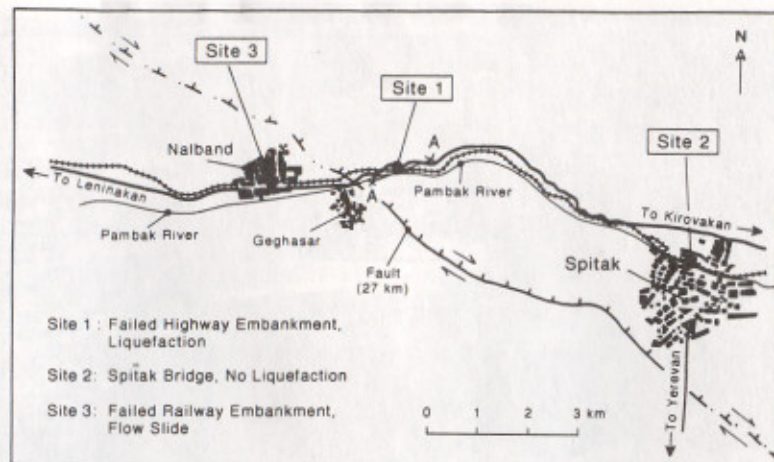 N
Site 3
Site 1
Site 2
Nalband
A
To Leninakan
Pambak River
To Kirovakan
A
Pambak River
Geghasar
Spitak
Fault
(27 km)
Site 1 : Failed Highway Embankment,
Liquefaction
Site 2: Spitak Bridge, No Liquefaction
Site 3: Failed Railway Embankment,
Flow Slide
0 1 2 3 km
To Yerevan